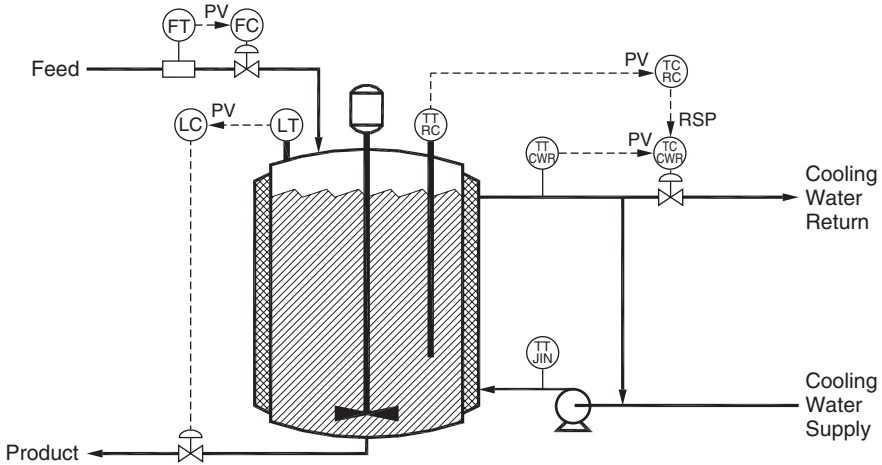 FT
PV
FC
Feed
LC
PV
LT
TT
RC
PV
TC
RC
RSP
TT
CWR
PV
TC
CWR
Cooling
Water
Return
TT
JIN
Cooling
Water
Supply
Product